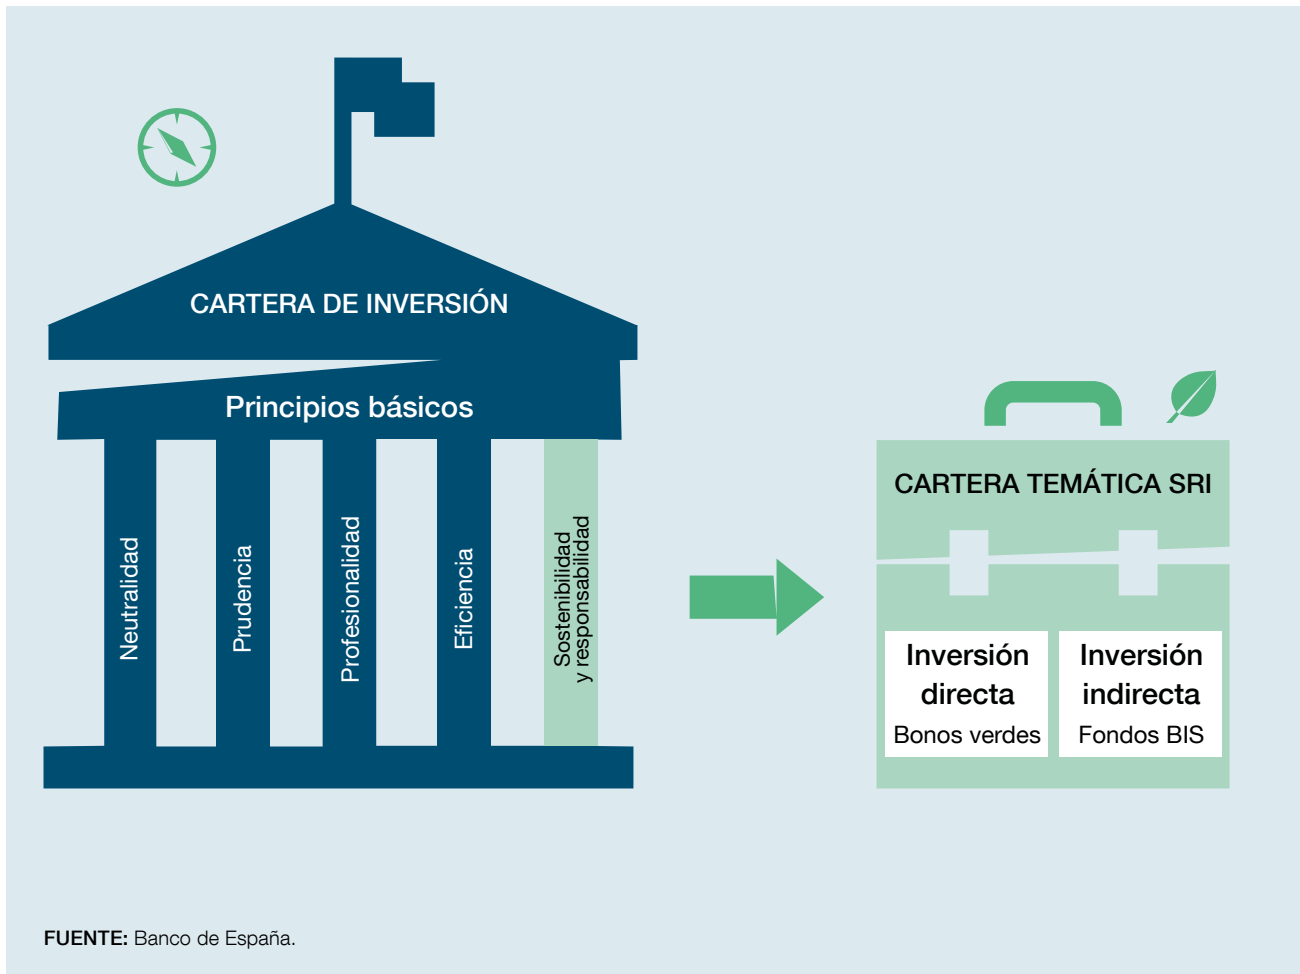 CARTERA DE INVERSIÓN
Principios básicos
Neutralidad
Prudencia
Profesionalidad
Eficiencia
Sostenibilidad
y responsabilidad
CARTERA TEMÁTICA SRI
Inversión
directa
Bonos verdes
Inversión
indirecta
Fondos BIS
FUENTE: Banco de España.